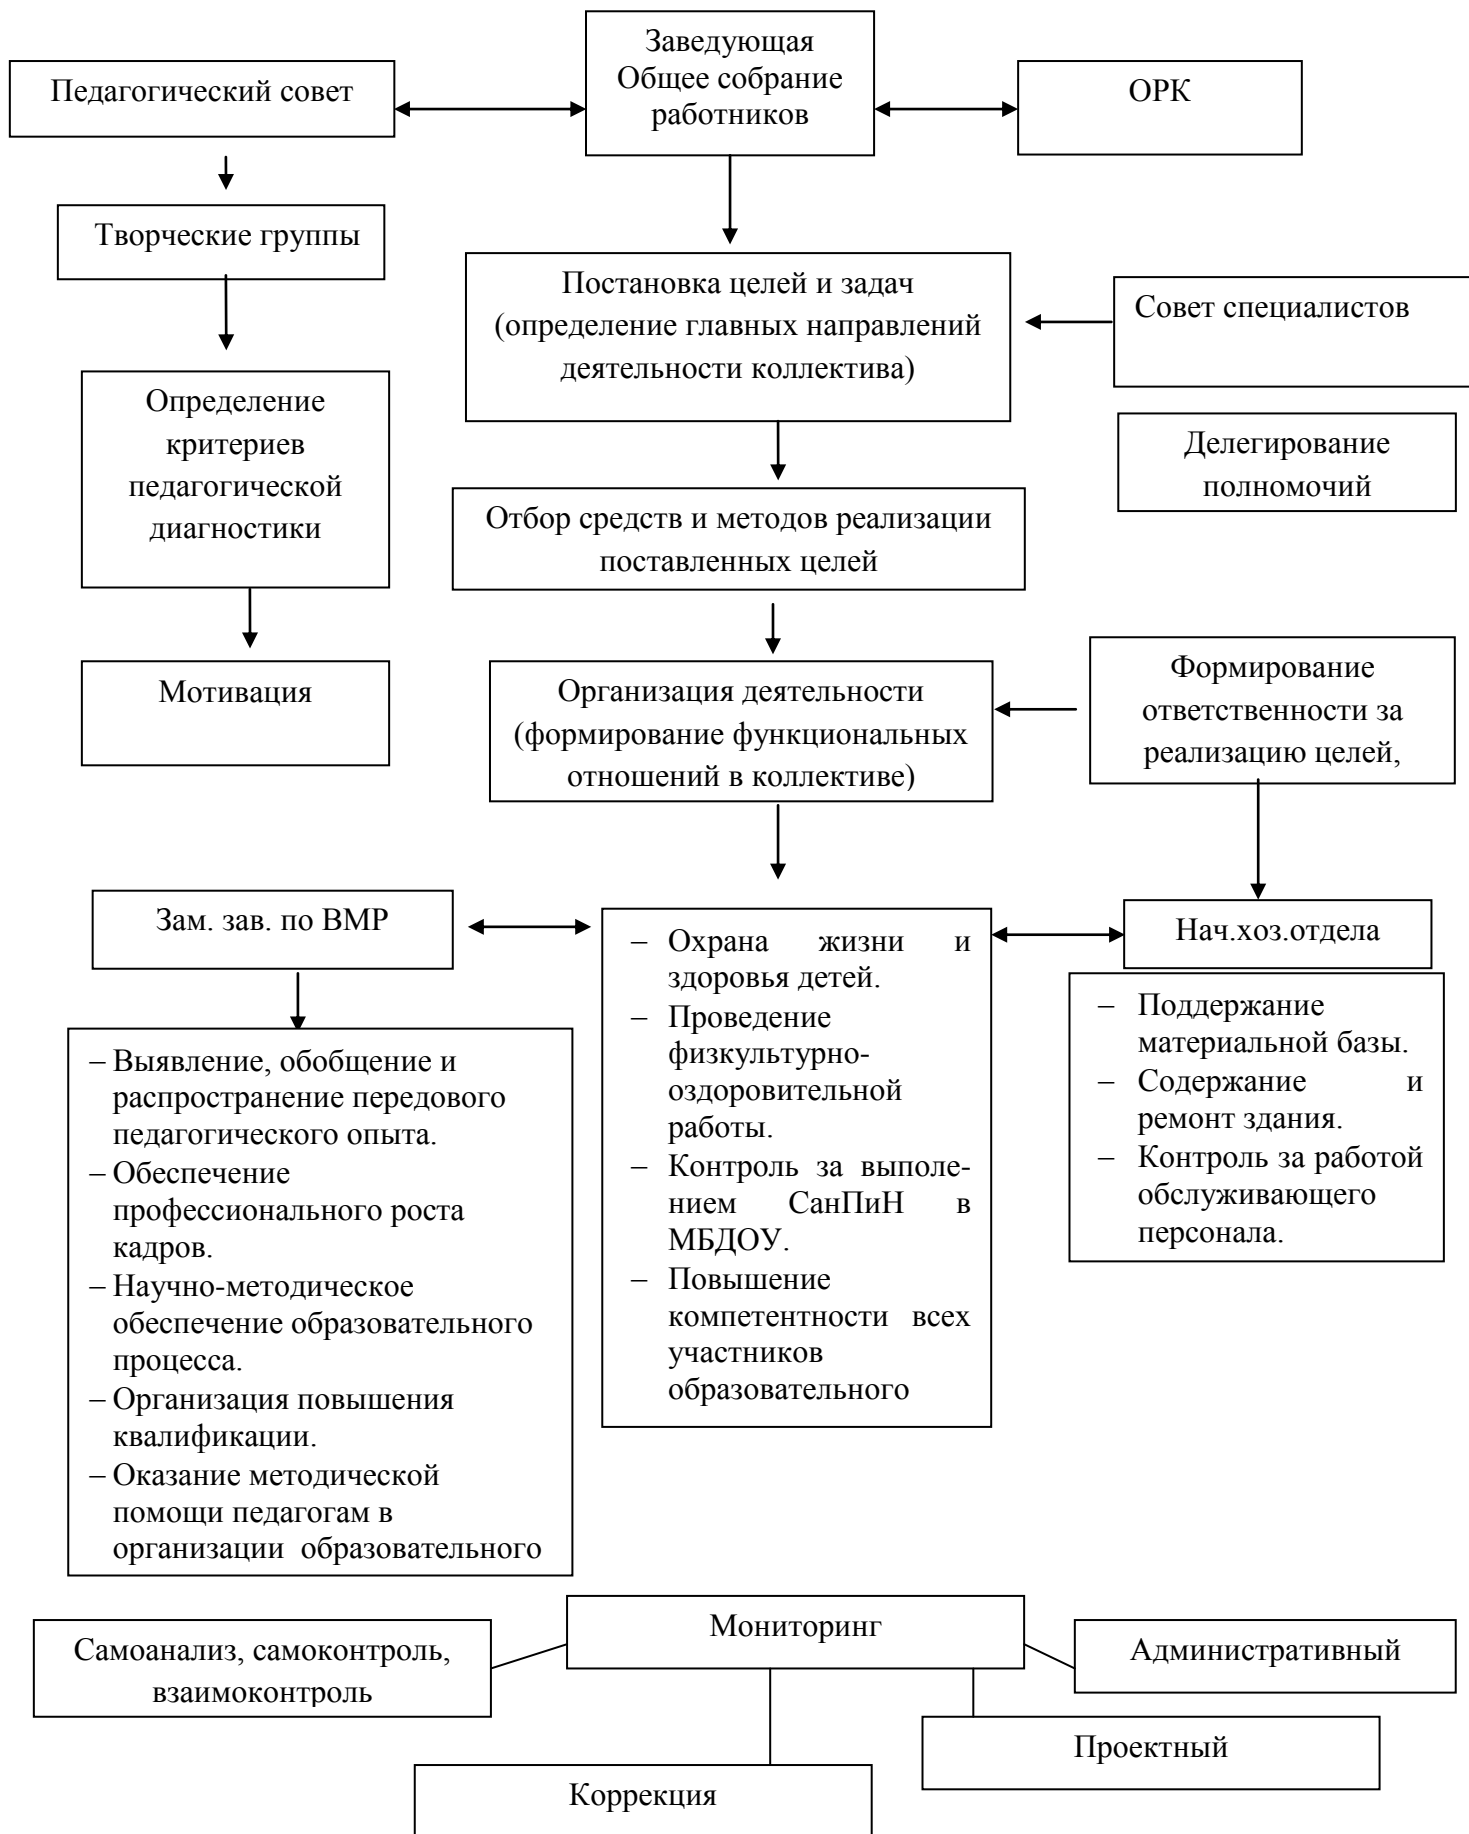 Заведующая
Общее собрание
работников
Педагогический совет
ОРК
Творческие группы
Постановка целей и задач
(определение главных направлений
деятельности коллектива)
Совет специалистов
Определение
критериев
педагогической
диагностики
Делегирование
полномочий
Отбор средств и методов реализации
поставленных целей
Мотивация
Организация деятельности
(формирование функциональных
отношений в коллективе)
Формирование
ответственности за
реализацию целей,
Зам. зав. по ВМР
– Охрана жизни и
здоровья детей.
– Проведение
физкультурно-
оздоровительной
работы.
– Контроль за выполе-
нием СанПиН в
МБДОУ.
– Повышение
компетентности всех
участников
образовательного
Нач.хоз.отдела
– Поддержание
материальной базы.
– Содержание и
ремонт здания.
– Контроль за работой
обслуживающего
персонала.
– Выявление, обобщение и
распространение передового
педагогического опыта.
– Обеспечение
профессионального роста
кадров.
– Научно-методическое
обеспечение образовательного
процесса.
– Организация повышения
квалификации.
– Оказание методической
помощи педагогам в
организации образовательного
Мониторинг
Самоанализ, самоконтроль,
взаимоконтроль
Административный
Проектный
Коррекция